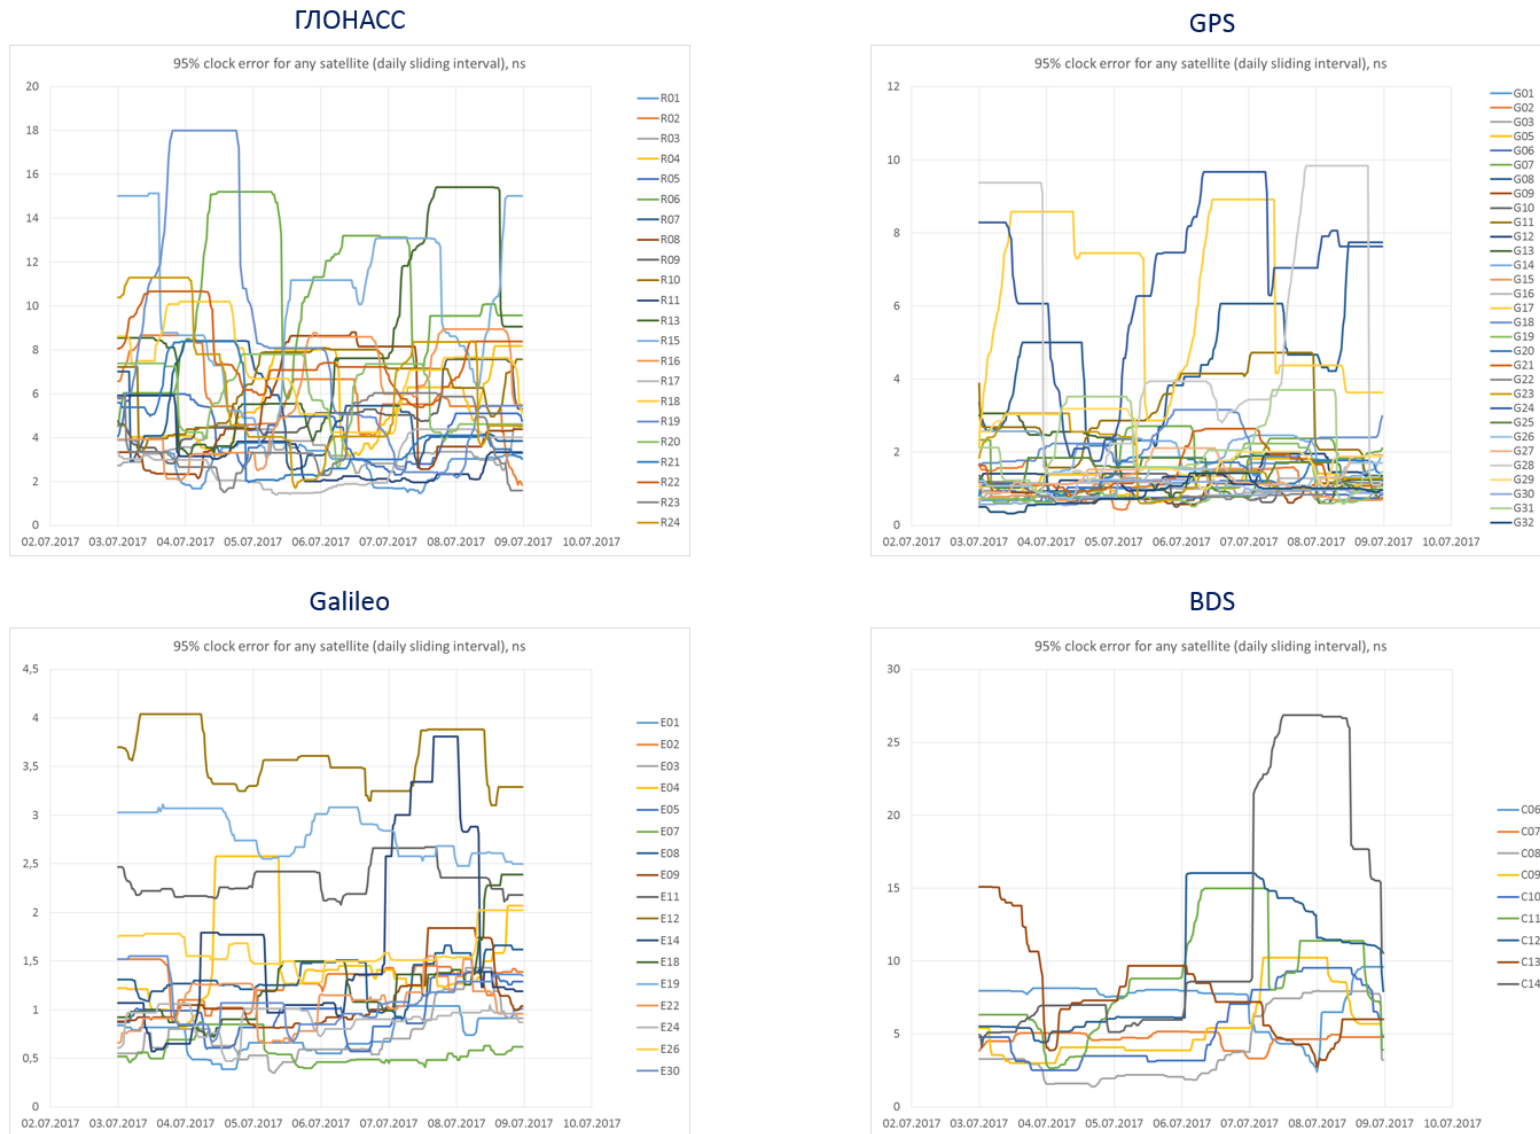 ГЛОНАСС
95% clock error for any satellite (daily sliding interval), ns
20
18
16
14
12
10
8
6
4
2
0
02.07.2017 03.07.2017 04.07.2017 05.07.2017 06.07.2017 07.07.2017 08.07.2017 09.07.2017 10.07.2017
R01
R02
R03
R04
R05
R06
R07
R08
R09
R10
R11
R13
R15
R16
R17
R18
R19
R20
R21
R22
R23
R24
GPS
95% clock error for any satellite (daily sliding interval), ns
12
10
8
6
4
2
0
02.07.2017 03.07.2017 04.07.2017 05.07.2017 06.07.2017 07.07.2017 08.07.2017 09.07.2017 10.07.2017
G01
G02
G03
G05
G06
G07
G08
G09
G10
G11
G12
G13
G14
G15
G16
G17
G18
G19
G20
G21
G22
G23
G24
G25
G26
G27
G28
G29
G30
G31
G32
Galileo
95% clock error for any satellite (daily sliding interval), ns
4,5
4
3,5
3
2,5
2
1,5
1
0,5
0
02.07.2017 03.07.2017 04.07.2017 05.07.2017 06.07.2017 07.07.2017 08.07.2017 09.07.2017 10.07.2017
E01
E02
E03
E04
E05
E07
E08
E09
E11
E12
E14
E18
E19
E22
E24
E26
E30
BDS
95% clock error for any satellite (daily sliding interval), ns
30
25
20
15
10
5
0
02.07.2017 03.07.2017 04.07.2017 05.07.2017 06.07.2017 07.07.2017 08.07.2017 09.07.2017 10.07.2017
C06
C07
C08
C09
C10
C11
C12
C13
C14